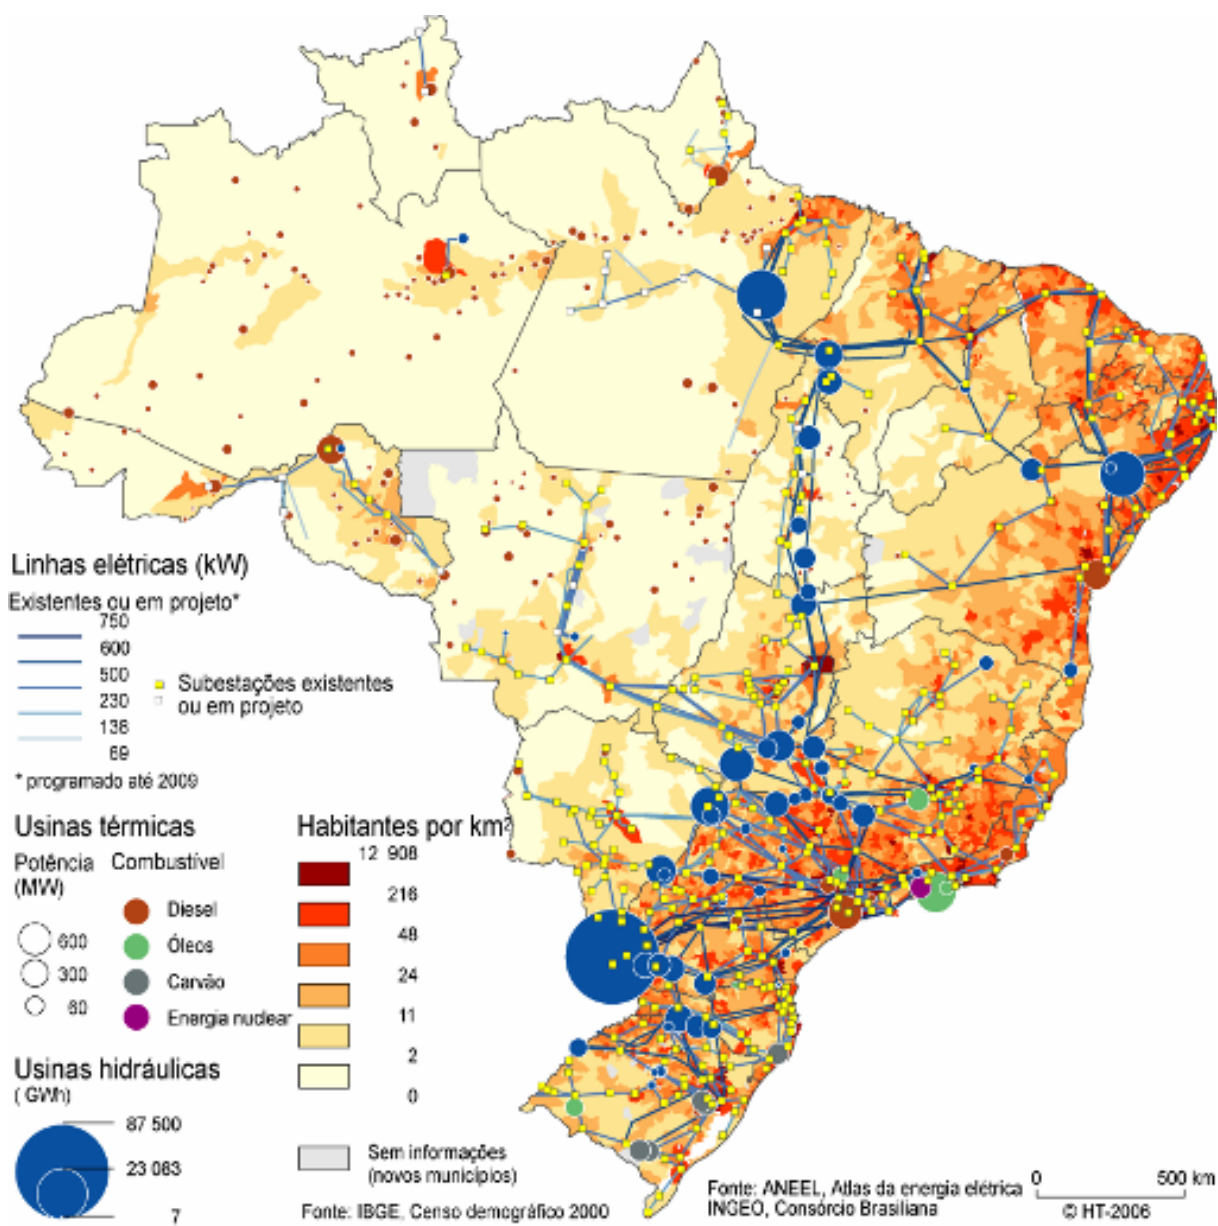 Linhas elétricas (kW)
Existentes ou em projeto*
750
600
500
230
138
69
Subestações existentes
ou em projeto
* programado até 2009
Usinas térmicas
Potência
(MW)
Combustível
600
300
60
Diesel
Óleos
Carvão
Energia nuclear
Usinas hidráulicas
( GWh)
87 500
23 083
7
Habitantes por km²
12 908
216
48
24
11
2
0
Sem informações
(novos municípios)
Fonte: IBGE, Censo demográfico 2000
Fonte: ANEEL, Atlas da energia elétrica
INGEO, Consórcio Brasiliana
0 500 km
© HT-2006